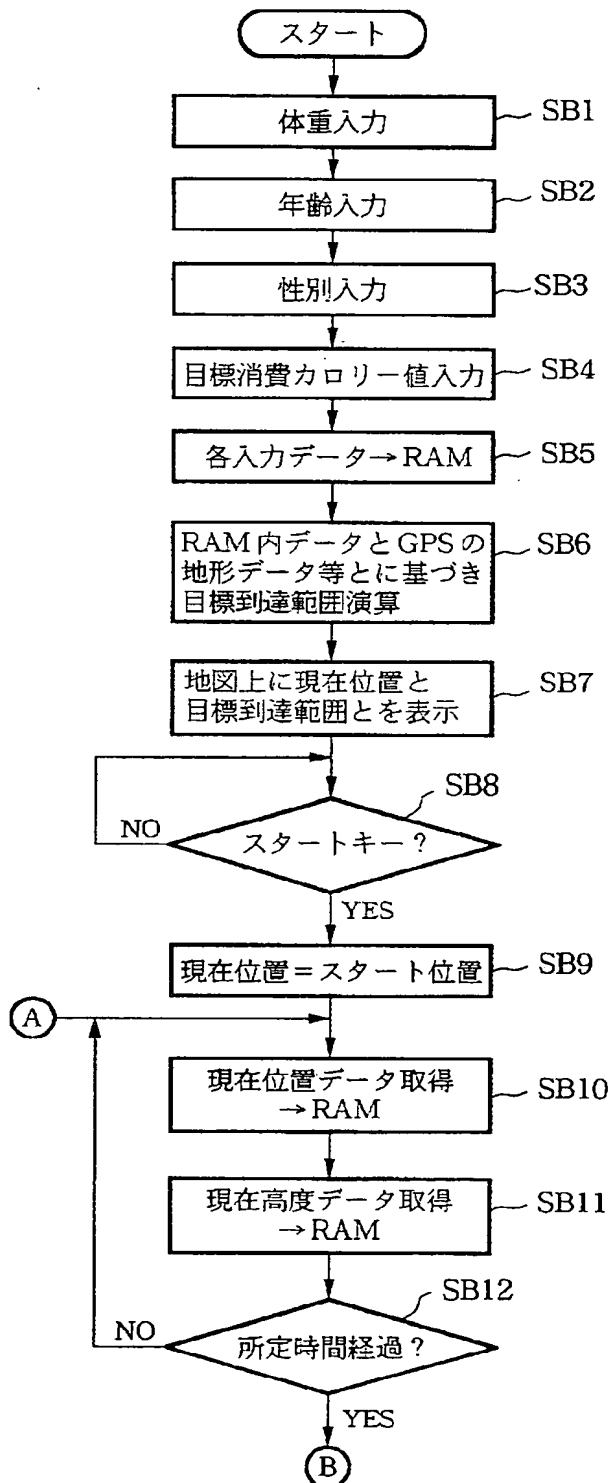 スタート
体重入力
SB1
年齢入力
SB2
性別入力
SB3
目標消費カロリー値入力
SB4
各入力データ→RAM
SB5
RAM内データとGPSの
地形データ等とに基づき
目標到達範囲演算
SB6
地図上に現在位置と
目標到達範囲とを表示
SB7
SB8
NO
スタートキー?
YES
現在位置=スタート位置
SB9
A
現在位置データ取得
→RAM
SB10
現在高度データ取得
→RAM
SB11
SB12
NO
所定時間経過?
YES
B